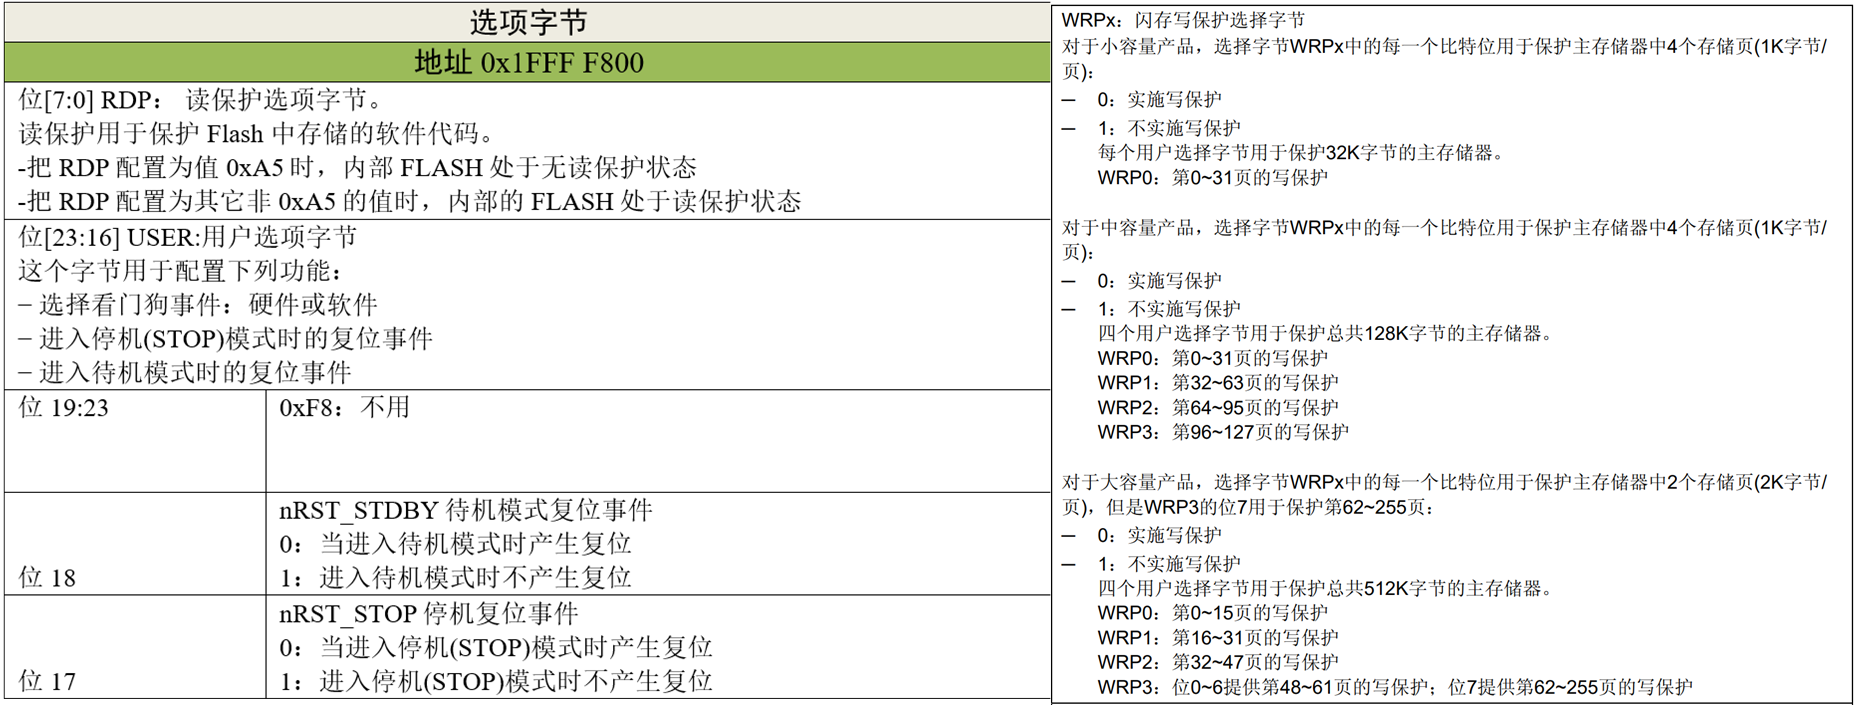 选项字节
地址 0x1FFF F800
位[7:0] RDP： 读保护选项字节。
读保护用于保护 Flash 中存储的软件代码。
-把 RDP 配置为值 0xA5 时，内部 FLASH 处于无读保护状态
-把 RDP 配置为其它非 0xA5 的值时，内部的 FLASH 处于读保护状态
位[23:16] USER:用户选项字节
这个字节用于配置下列功能：
– 选择看门狗事件：硬件或软件
– 进入停机(STOP)模式时的复位事件
– 进入待机模式时的复位事件
位 19:23
0xF8：不用
nRST_STDBY 待机模式复位事件
0：当进入待机模式时产生复位
位 18
1：进入待机模式时不产生复位
nRST_STOP 停机复位事件
0：当进入停机(STOP)模式时产生复位
位 17
1：进入停机(STOP)模式时不产生复位
WRPx：闪存写保护选择字节
对于小容量产品，选择字节WRPx中的每一个比特位用于保护主存储器中4个存储页(1K字节/
页)：
— 0：实施写保护
— 1：不实施写保护
每个用户选择字节用于保护32K字节的主存储器。
WRP0：第0~31页的写保护
对于中容量产品，选择字节WRPx中的每一个比特位用于保护主存储器中4个存储页(1K字节/
页)：
— 0：实施写保护
— 1：不实施写保护
四个用户选择字节用于保护总共128K字节的主存储器。
WRP0：第0~31页的写保护
WRP1：第32~63页的写保护
WRP2：第64~95页的写保护
WRP3：第96~127页的写保护
对于大容量产品，选择字节WRPx中的每一个比特位用于保护主存储器中2个存储页(2K字节/
页)，但是WRP3的位7用于保护第62~255页：
— 0：实施写保护
— 1：不实施写保护
四个用户选择字节用于保护总共512K字节的主存储器。
WRP0：第0~15页的写保护
WRP1：第16~31页的写保护
WRP2：第32~47页的写保护
WRP3：位0~6提供第48~61页的写保护；位7提供第62~255页的写保护